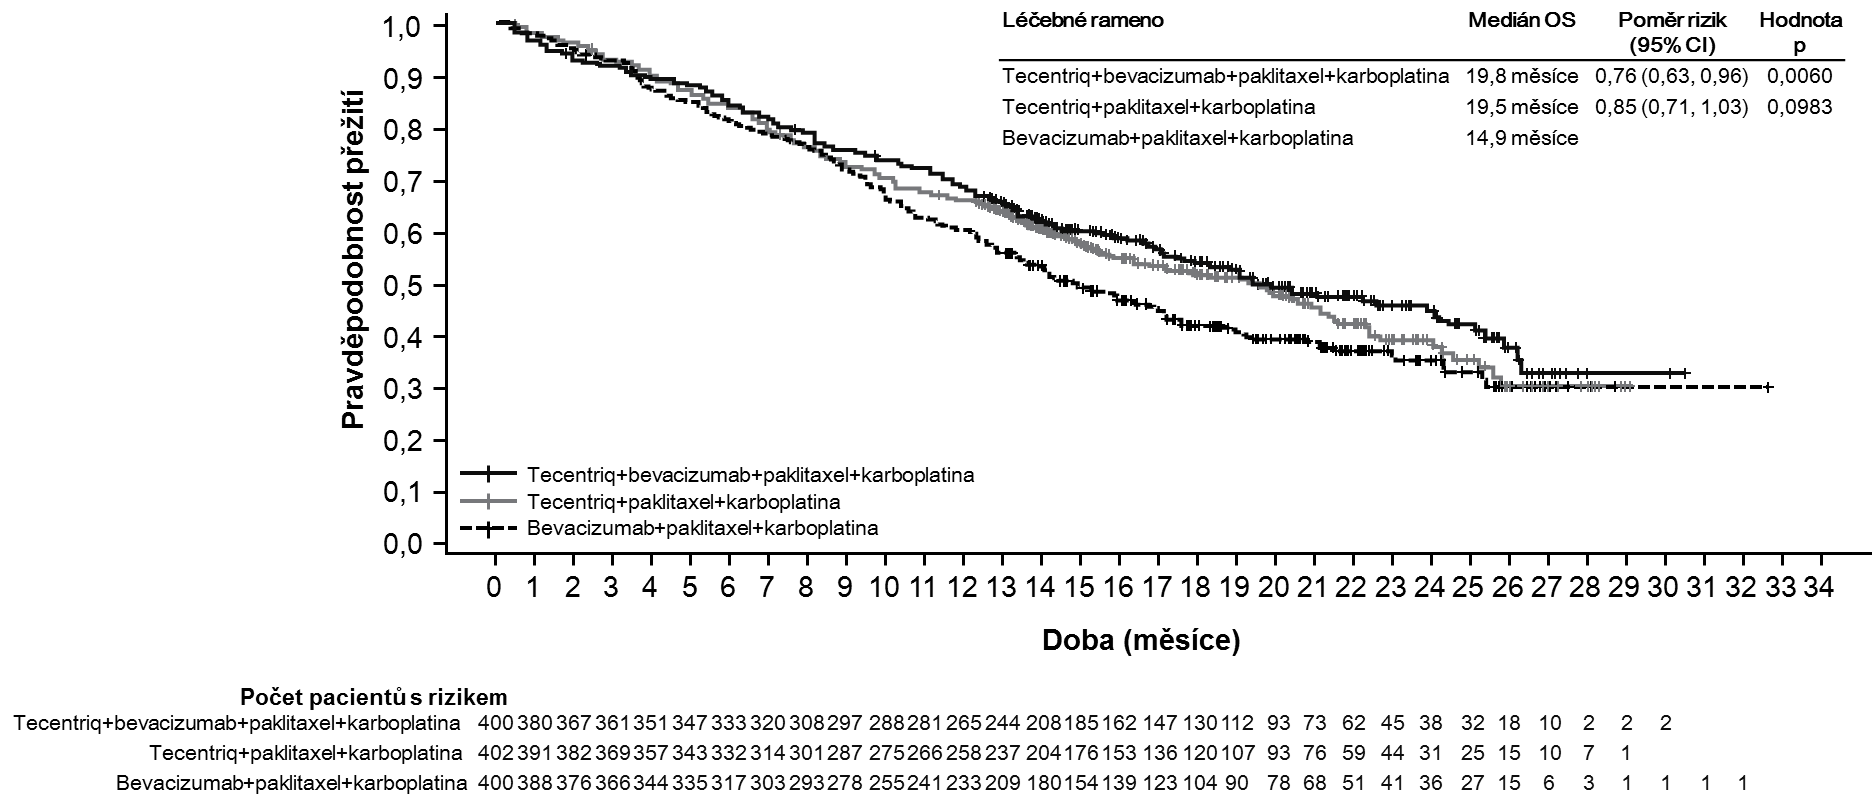 Léčebné rameno Medián OS Poměr rizik Hodnota
(95% CI) p
Tecentriq+bevacizumab+paklitaxel+karboplatina 19,8 měsíce 0,76 (0,63, 0,96) 0,0060
Tecentriq+paklitaxel+karboplatina 19,5 měsíce 0,85 (0,71, 1,03) 0,0983
Bevacizumab+paklitaxel+karboplatina 14,9 měsíce
Pravděpodobnost přežití
1,0
0,9
0,8
0,7
0,6
0,5
0,4
0,3
0,2
0,1
0,0
Tecentriq+bevacizumab+paklitaxel+karboplatina
Tecentriq+paklitaxel+karboplatina
Bevacizumab+paklitaxel+karboplatina
0 1 2 3 4 5 6 7 8 9 10 11 12 13 14 15 16 17 18 19 20 21 22 23 24 25 26 27 28 29 30 31 32 33 34
Doba (měsíce)
Počet pacientů s rizikem
Tecentriq+bevacizumab+paklitaxel+karboplatina 400 380 367 361 351 347 333 320 308 297 288 281 265 244 208 185 162 147 130 112 93 73 62 45 38 32 18 10 2 2 2
Tecentriq+paklitaxel+karboplatina 402 391 382 369 357 343 332 314 301 287 275 266 258 237 204 176 153 136 120 107 93 76 59 44 31 25 15 10 7 1
Bevacizumab+paklitaxel+karboplatina 400 388 376 366 344 335 317 303 293 278 255 241 233 209 180 154 139 123 104 90 78 68 51 41 36 27 15 6 3 1 1 1 1